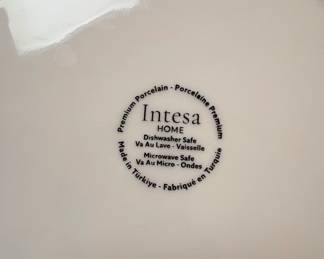 Premium Porcelain - Porcelaine Premium
Intesa
HOME
Dishwasher Safe
Va Au Lave - Vaisselle
Microwave Safe
Va Au Micro - Ondes
Made in Türkiye - Fabriqué en Turquie